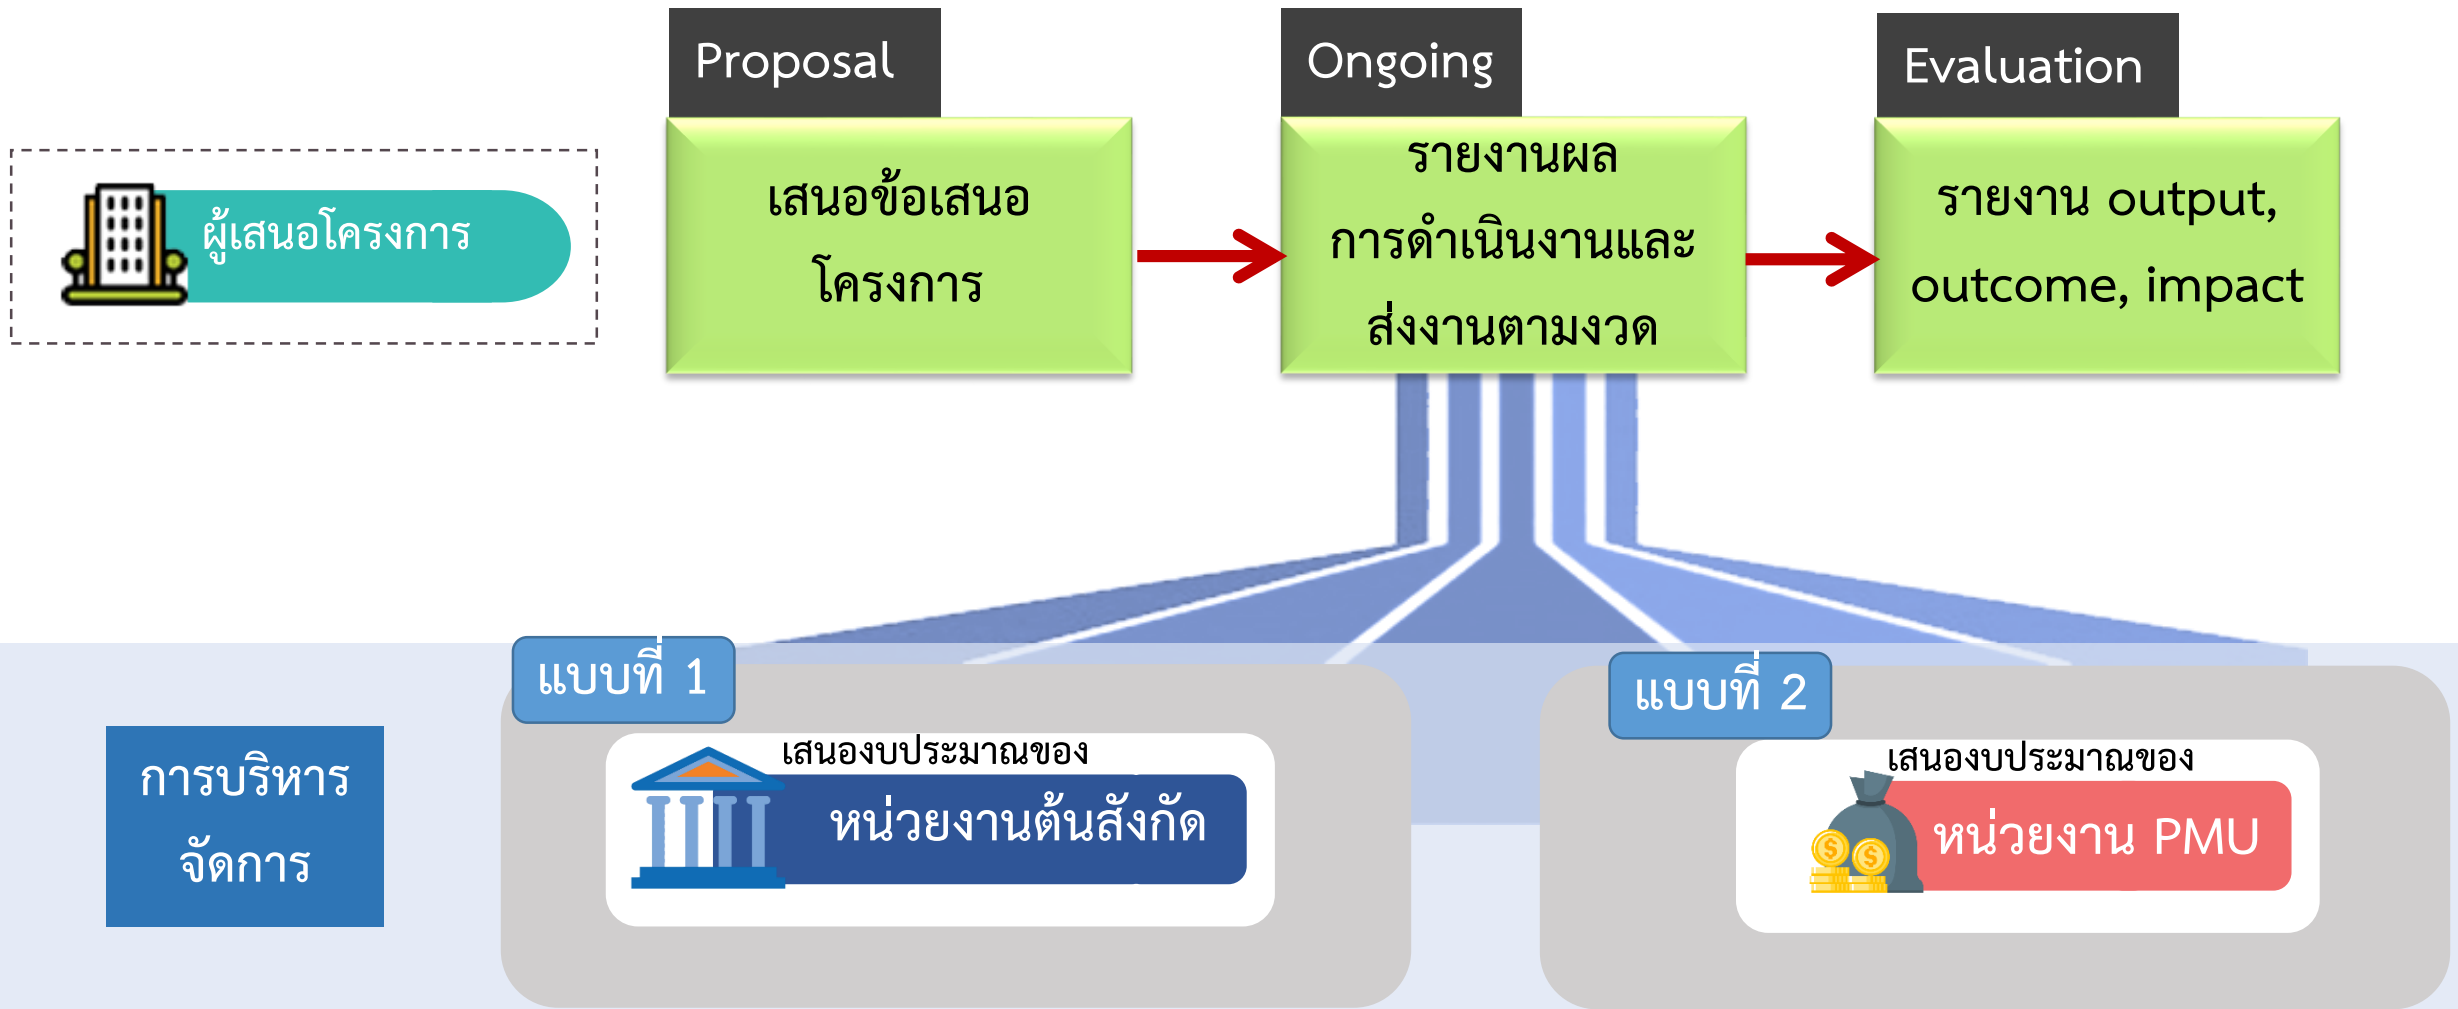 Proposal
Ongoing
Evaluation
ผู้เสนอโครงการ
เสนอข้อเสนอ
โครงการ
รายงานผล
การดำเนินงานและ
ส่งงานตามงวด
รายงาน output,
outcome, impact
การบริหาร
จัดการ
แบบที่ 1
เสนองบประมาณของ
หน่วยงานต้นสังกัด
แบบที่ 2
เสนองบประมาณของ
หน่วยงาน PMU